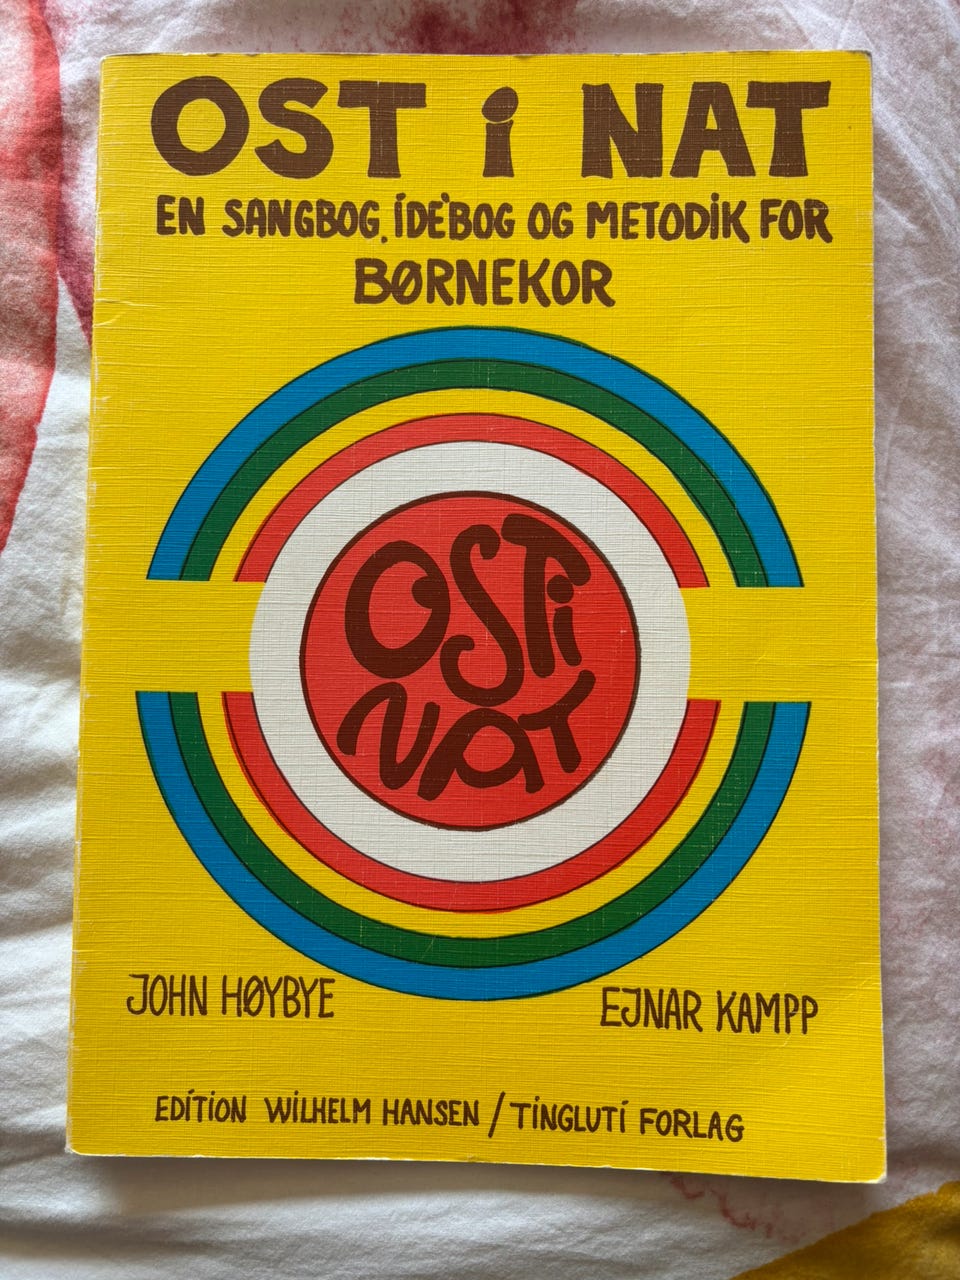 OST i NAT
EN SANGBOG, IDÉBOG OG METODIK FOR
BØRNEKOR
OST i
NAT
JOHN HØYBYE
EJNAR KAMPP
EDITION WILHELM HANSEN / TINGLUTI FORLAG